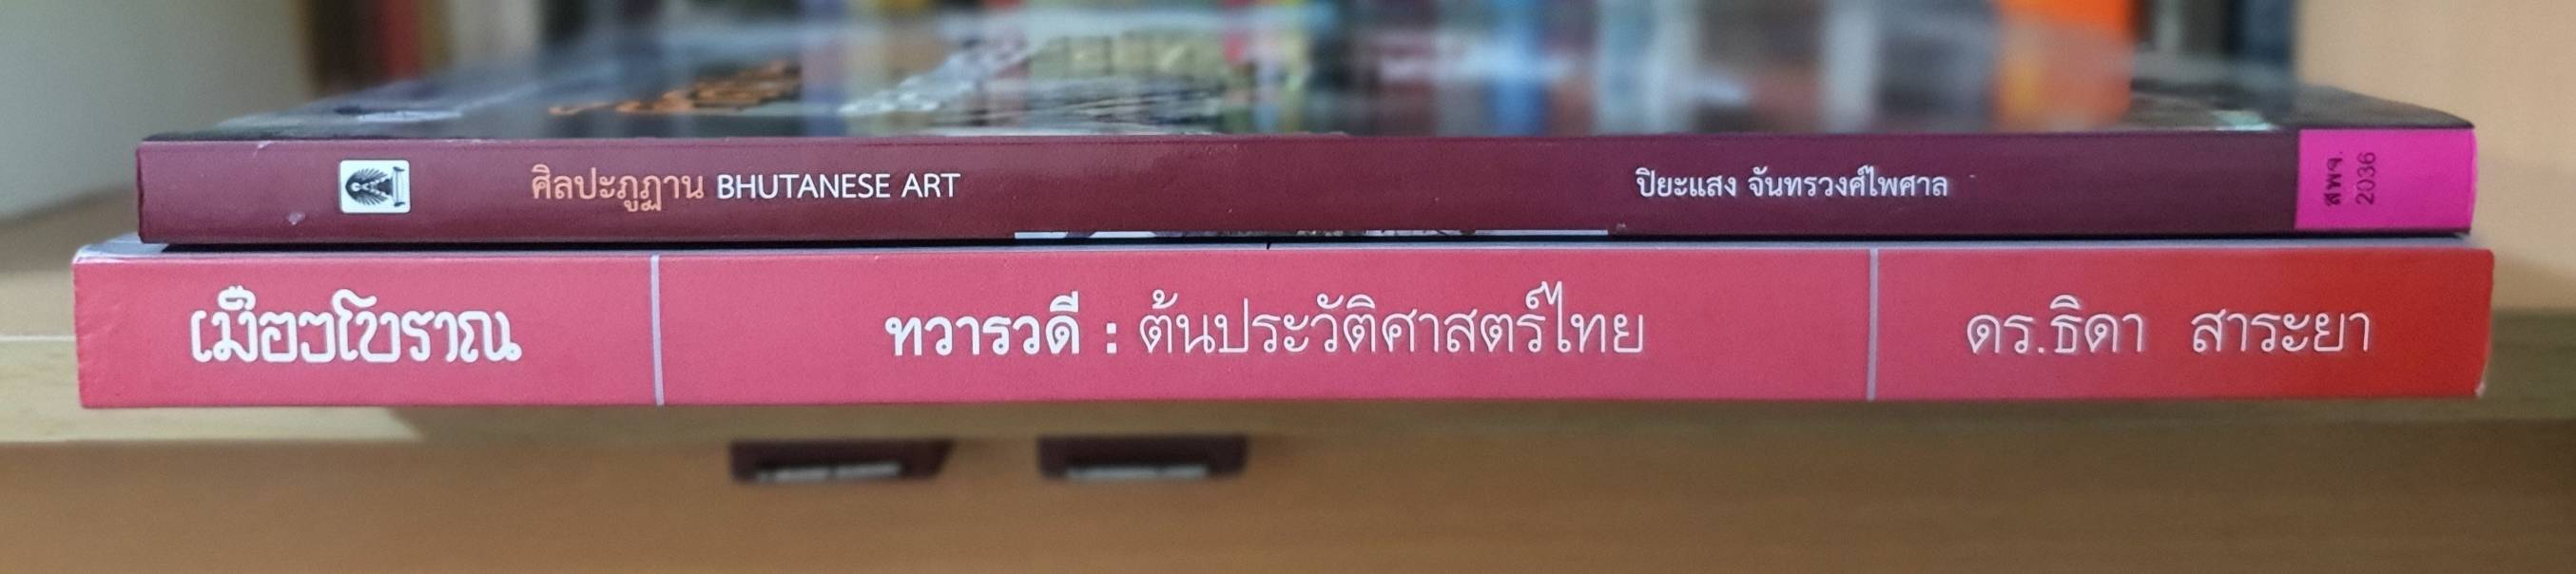 ศิลปะภูฏาน BHUTANESE ART ปิยะแสง จันทรวงศ์ไพศาล
สพจ.
2036
เมืองโบราณ ทวารวดี : ต้นประวัติศาสตร์ไทย ดร.ธิดา สาระยา